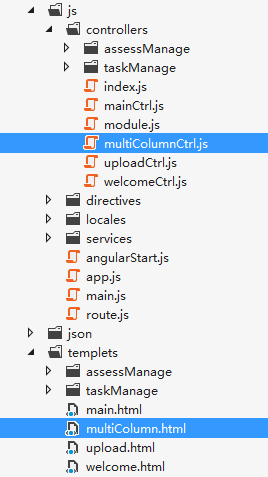 js
controllers
assessManage
taskManage
index.js
mainCtrl.js
module.js
multiColumnCtrl.js
uploadCtrl.js
welcomeCtrl.js
directives
locales
services
angularStart.js
app.js
main.js
route.js
json
templets
assessManage
taskManage
main.html
multiColumn.html
upload.html
welcome.html